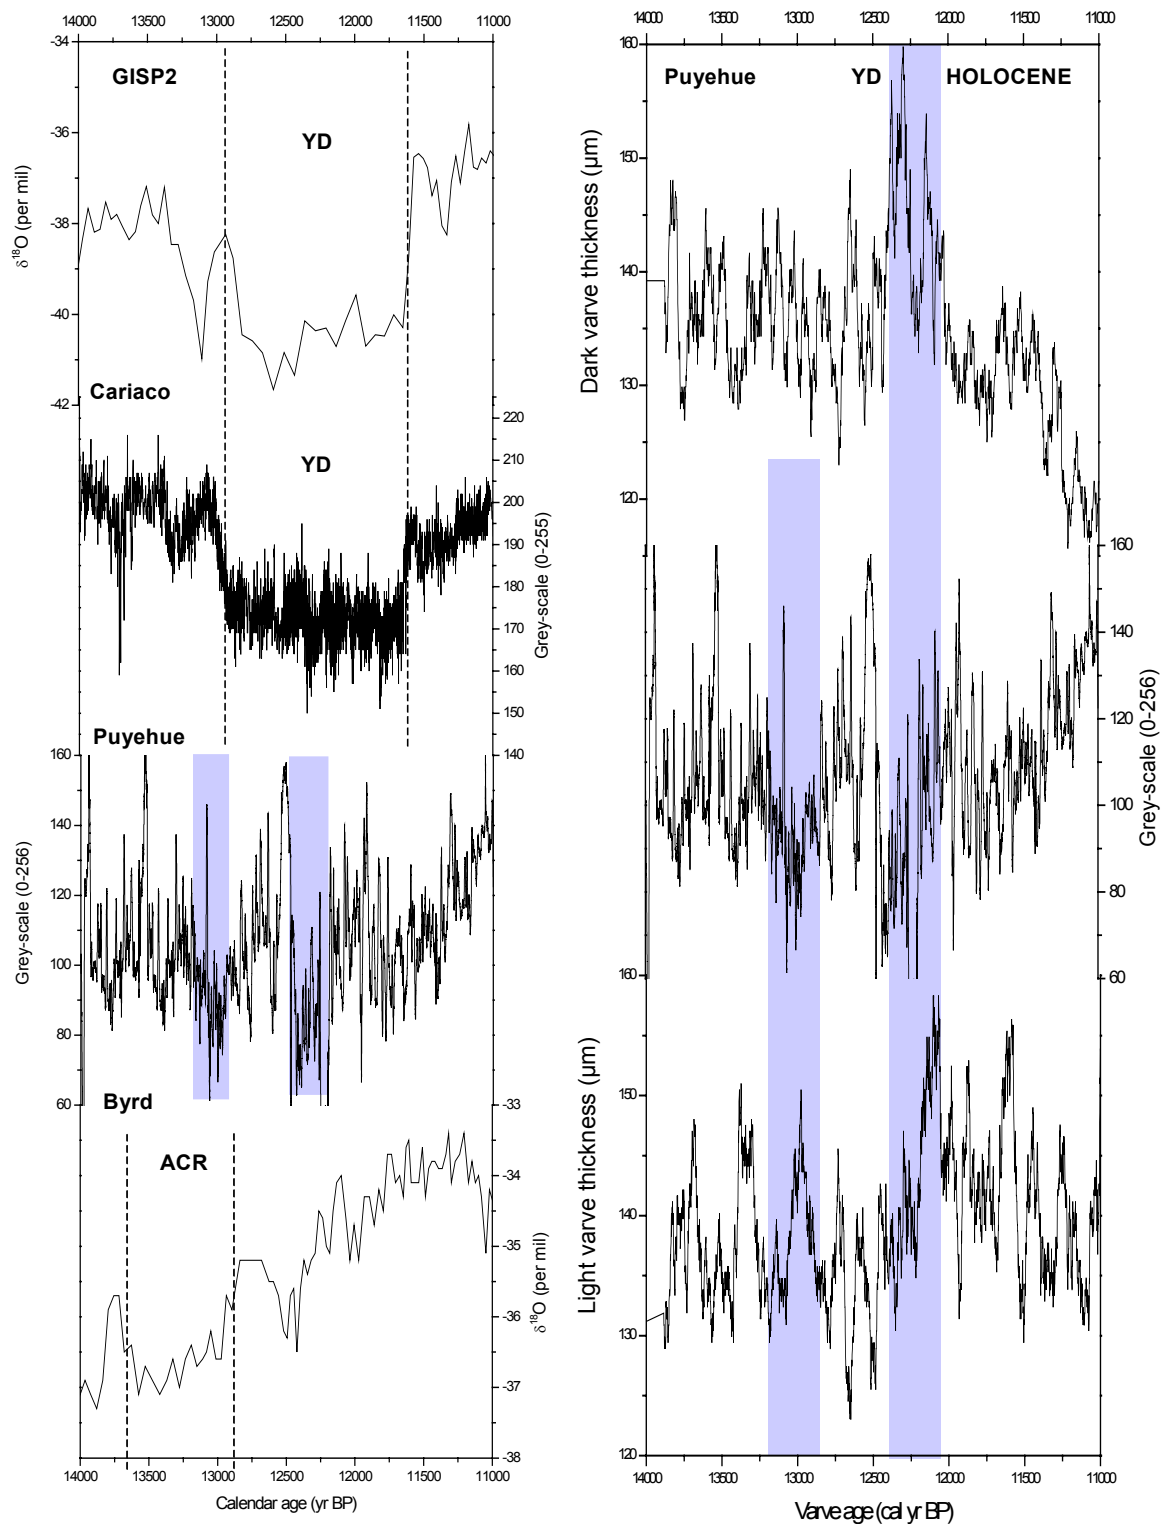 14000 13000 12000 11000
-34
-36
-38
-40
-42
δ18O (per mil)
GISP2
YD
Cariaco
YD
220
210
200
190
180
170
160
150
140
Grey-scale (0-255)
Puyehue
160
140
120
100
80
60
Grey-scale (0-256)
Byrd
ACR
-33
-34
-35
-36
-37
-38
δ18O (per mil)
14000 13500 13000 12500 12000 11500 11000
Calendar age (yr BP)
14000 13000 12500 12000 11500 11000
160
150
140
130
120
Dark varve thickness (µm)
Puyehue YD HOLOCENE
160
140
120
100
80
60
Grey-scale (0-256)
160
150
140
130
120
Light varve thickness (µm)
14000 13500 13000 12500 12000 11500 11000
Varve age (cal yr BP)